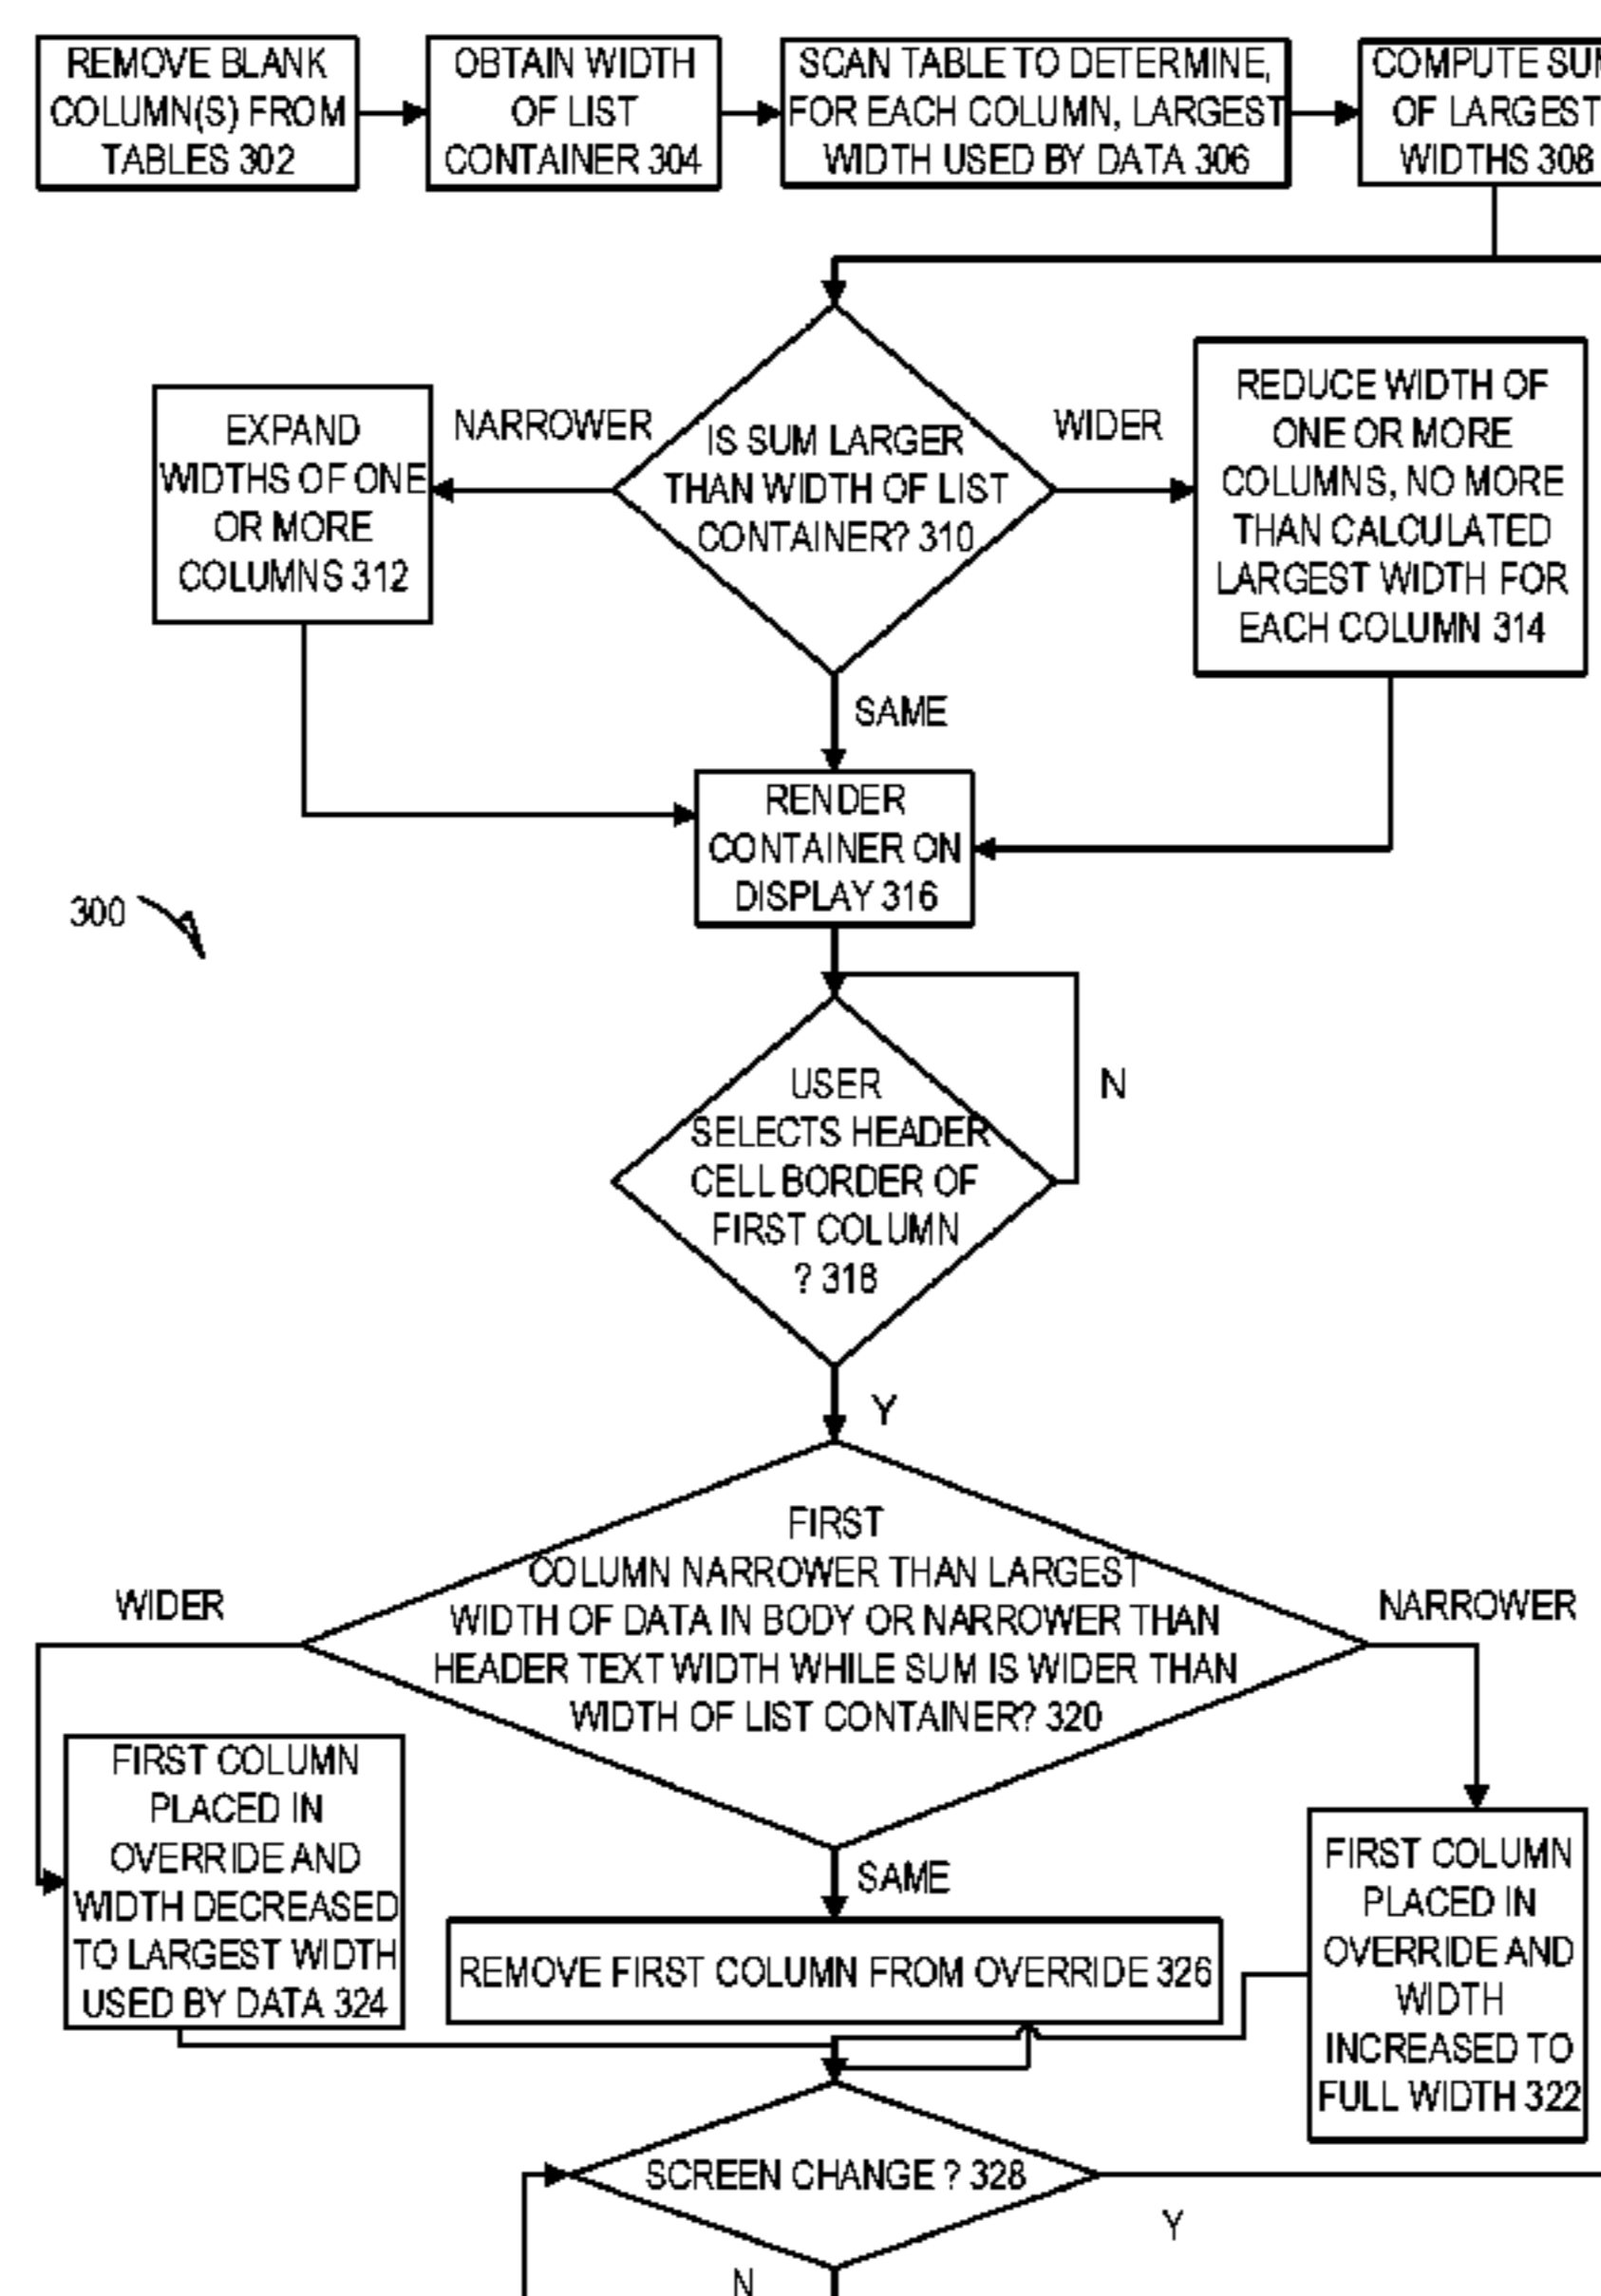 REMOVE BLANK
COLUMN(S) FROM
TABLES 302
OBTAIN WIDTH
OF LIST
CONTAINER 304
SCAN TABLE TO DETERMINE,
FOR EACH COLUMN, LARGEST
WIDTH USED BY DATA 306
COMPUTE
OF LARGEST
WIDTHS 308
NARROWER
WIDER
EXPAND
WIDTHS OF ONE
OR MORE
COLUMNS 312
IS SUM LARGER
THAN WIDTH OF LIST
CONTAINER? 310
REDUCE WIDTH OF
ONE OR MORE
COLUMNS, NO MORE
THAN CALCULATED
LARGEST WIDTH FOR
EACH COLUMN 314
SAME
RENDER
CONTAINER ON
DISPLAY 316
300
USER
SELECTS HEADER
CELL BORDER OF
FIRST COLUMN
? 318
N
Y
FIRST
COLUMN NARROWER THAN LARGEST
WIDTH OF DATA IN BODY OR NARROWER THAN
HEADER TEXT WIDTH WHILE SUM IS WIDER THAN
WIDTH OF LIST CONTAINER? 320
WIDER
NARROWER
FIRST COLUMN
PLACED IN
OVERRIDE AND
WIDTH DECREASED
TO LARGEST WIDTH
USED BY DATA 324
SAME
REMOVE FIRST COLUMN FROM OVERRIDE 326
FIRST COLUMN
PLACED IN
OVERRIDE AND
WIDTH
INCREASED TO
FULL WIDTH 322
SCREEN CHANGE ? 328
Y
N